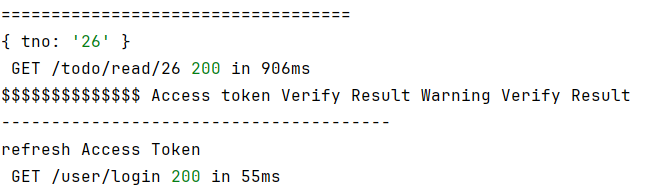 ===================================
{ tno: '26' }
GET /todo/read/26 200 in 906ms
$$$$$$$$$$$$$$ Access token Verify Result Warning Verify Result
---------------------------------------
refresh Access Token
GET /user/login 200 in 55ms